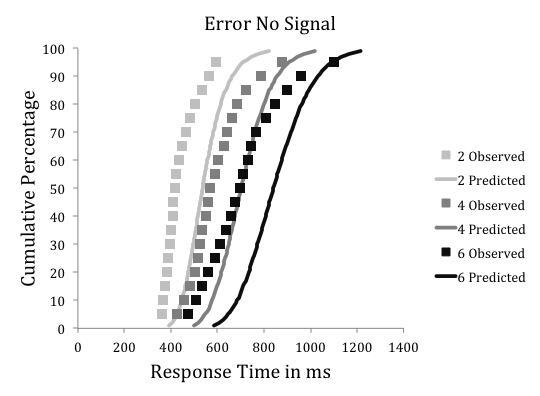 Error No Signal
Cumulative Percentage
100
90
80
70
60
50
40
30
20
10
0
0 200 400 600 800 1000 1200 1400
Response Time in ms
2 Observed
2 Predicted
4 Observed
4 Predicted
6 Observed
6 Predicted